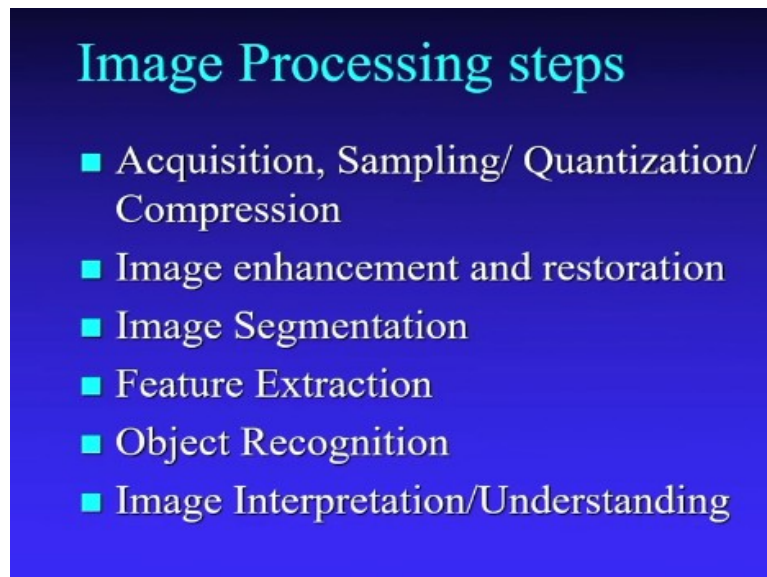 Image Processing steps
Acquisition, Sampling/ Quantization/
Compression
Image enhancement and restoration
Image Segmentation
Feature Extraction
Object Recognition
Image Interpretation/Understanding